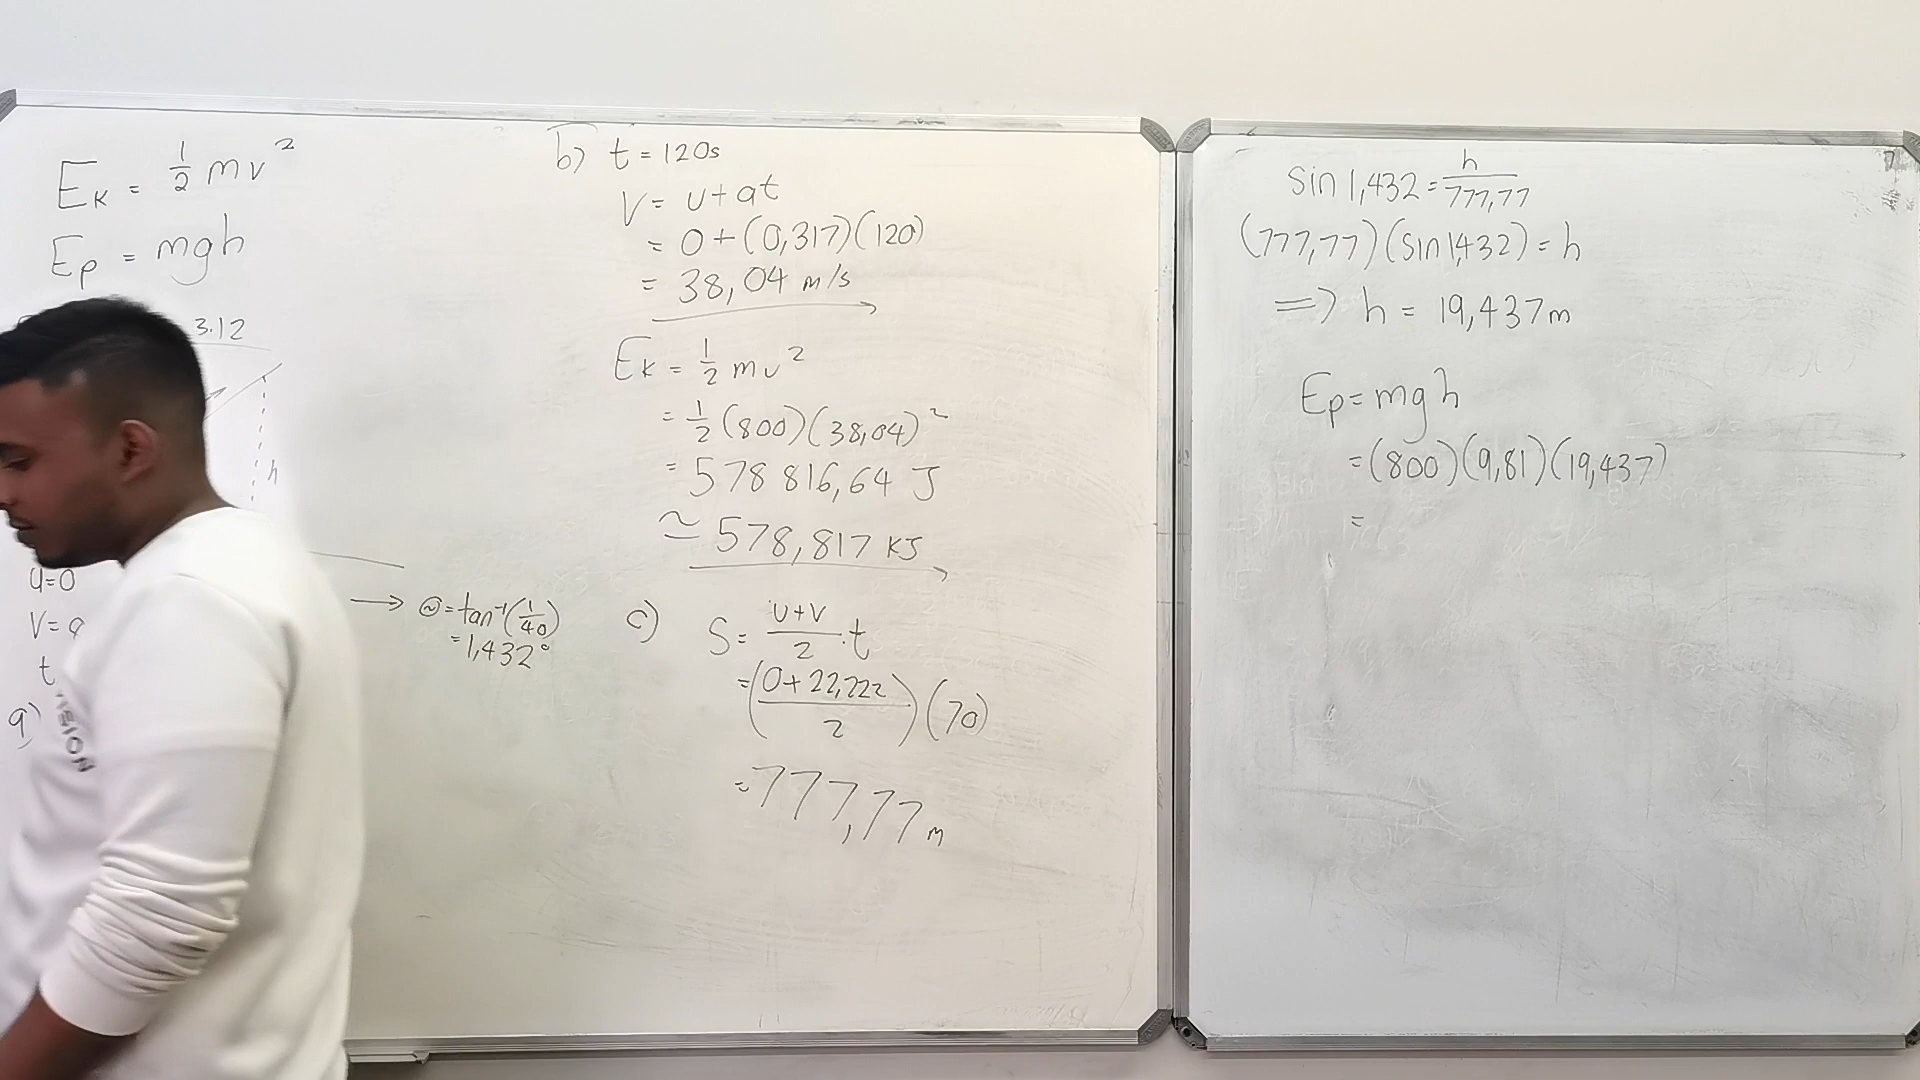 E_K = 1/2 mv²
E_p = mgh
3.12
h
u=0
V=
t
a)
→ Θ = tan⁻¹(1/40)
= 1,432°
b) t = 120s
V = u + at
= 0 + (0,317)(120)
= 38,04 m/s
E_K = 1/2 mv²
= 1/2 (800)(38,04)²
= 578 816,64 J
≃ 578,817 KJ
c) S = (u+v)/2 · t
= ((0 + 22,222)/2)(70)
= 777,77 m
sin 1,432 = h/777,77
(777,77)(sin 1,432) = h
=> h = 19,437 m
Ep = mgh
= (800)(9,81)(19,437)
=